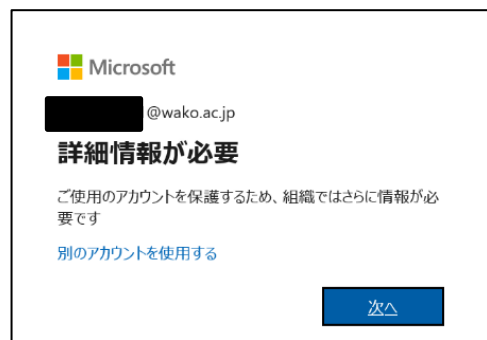 Microsoft
@wako.ac.jp
詳細情報が必要
ご使用のアカウントを保護するため、組織ではさらに情報が必
要です
別のアカウントを使用する
次へ